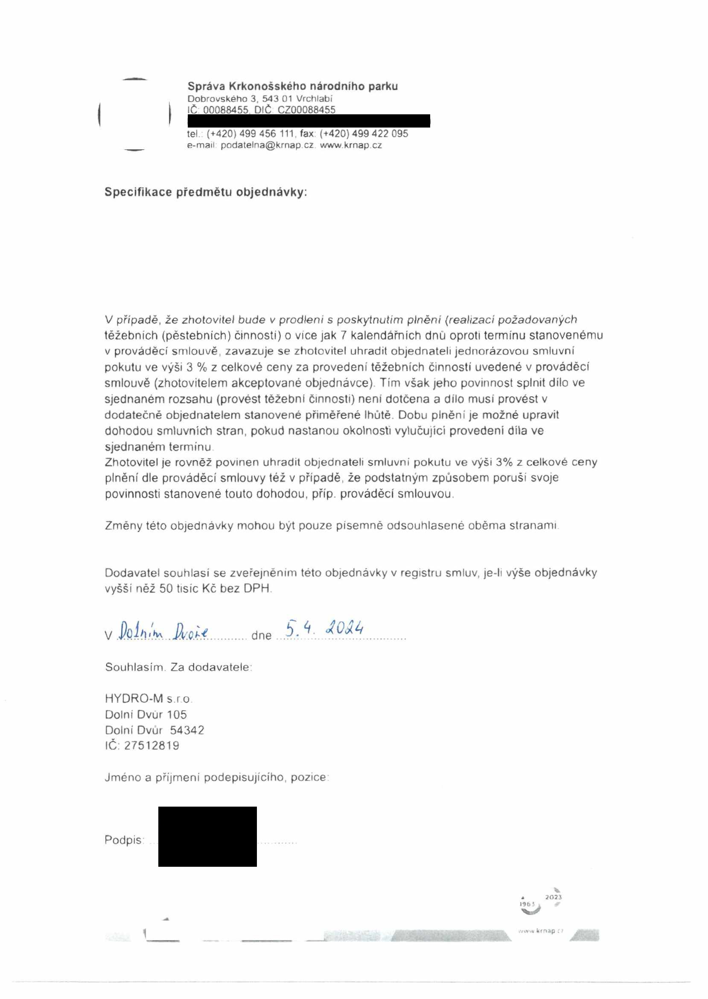 Správa Krkonošského národního parku
Dobrovského 3, 543 01 Vrchlabí
IČ: 00088455, DIČ: CZ00088455
tel.: (+420) 499 456 111, fax: (+420) 499 422 095
e-mail: podatelna@krnap.cz, www.krnap.cz
Specifikace předmětu objednávky:
V případě, že zhotovitel bude v prodlení s poskytnutím plnění (realizací požadovaných
těžebních (pěstebních) činností) o více jak 7 kalendářních dnů oproti termínu stanovenému
v prováděcí smlouvě, zavazuje se zhotovitel uhradit objednateli jednorázovou smluvní
pokutu ve výši 3 % z celkové ceny za provedení těžebních činností uvedené v prováděcí
smlouvě (zhotovitelem akceptované objednávce). Tím však jeho povinnost splnit dílo ve
sjednaném rozsahu (provést těžební činnosti) není dotčena a dílo musí provést v
dodatečně objednatelem stanovené přiměřené lhůtě. Dobu plnění je možné upravit
dohodou smluvních stran, pokud nastanou okolnosti vylučující provedení díla ve
sjednaném termínu.
Zhotovitel je rovněž povinen uhradit objednateli smluvní pokutu ve výši 3% z celkové ceny
plnění dle prováděcí smlouvy též v případě, že podstatným způsobem poruší svoje
povinnosti stanovené touto dohodou, příp. prováděcí smlouvou.
Změny této objednávky mohou být pouze písemně odsouhlasené oběma stranami.
Dodavatel souhlasí se zveřejněním této objednávky v registru smluv, je-li výše objednávky
vyšší něž 50 tisíc Kč bez DPH.
V Dolním Dvoře dne 5.4. 2024
Souhlasím. Za dodavatele:
HYDRO-M s.r.o.
Dolní Dvůr 105
Dolní Dvůr 54342
IČ: 27512819
Jméno a příjmení podepisujícího, pozice:
Podpis:
2023
1963
www.krnap.cz